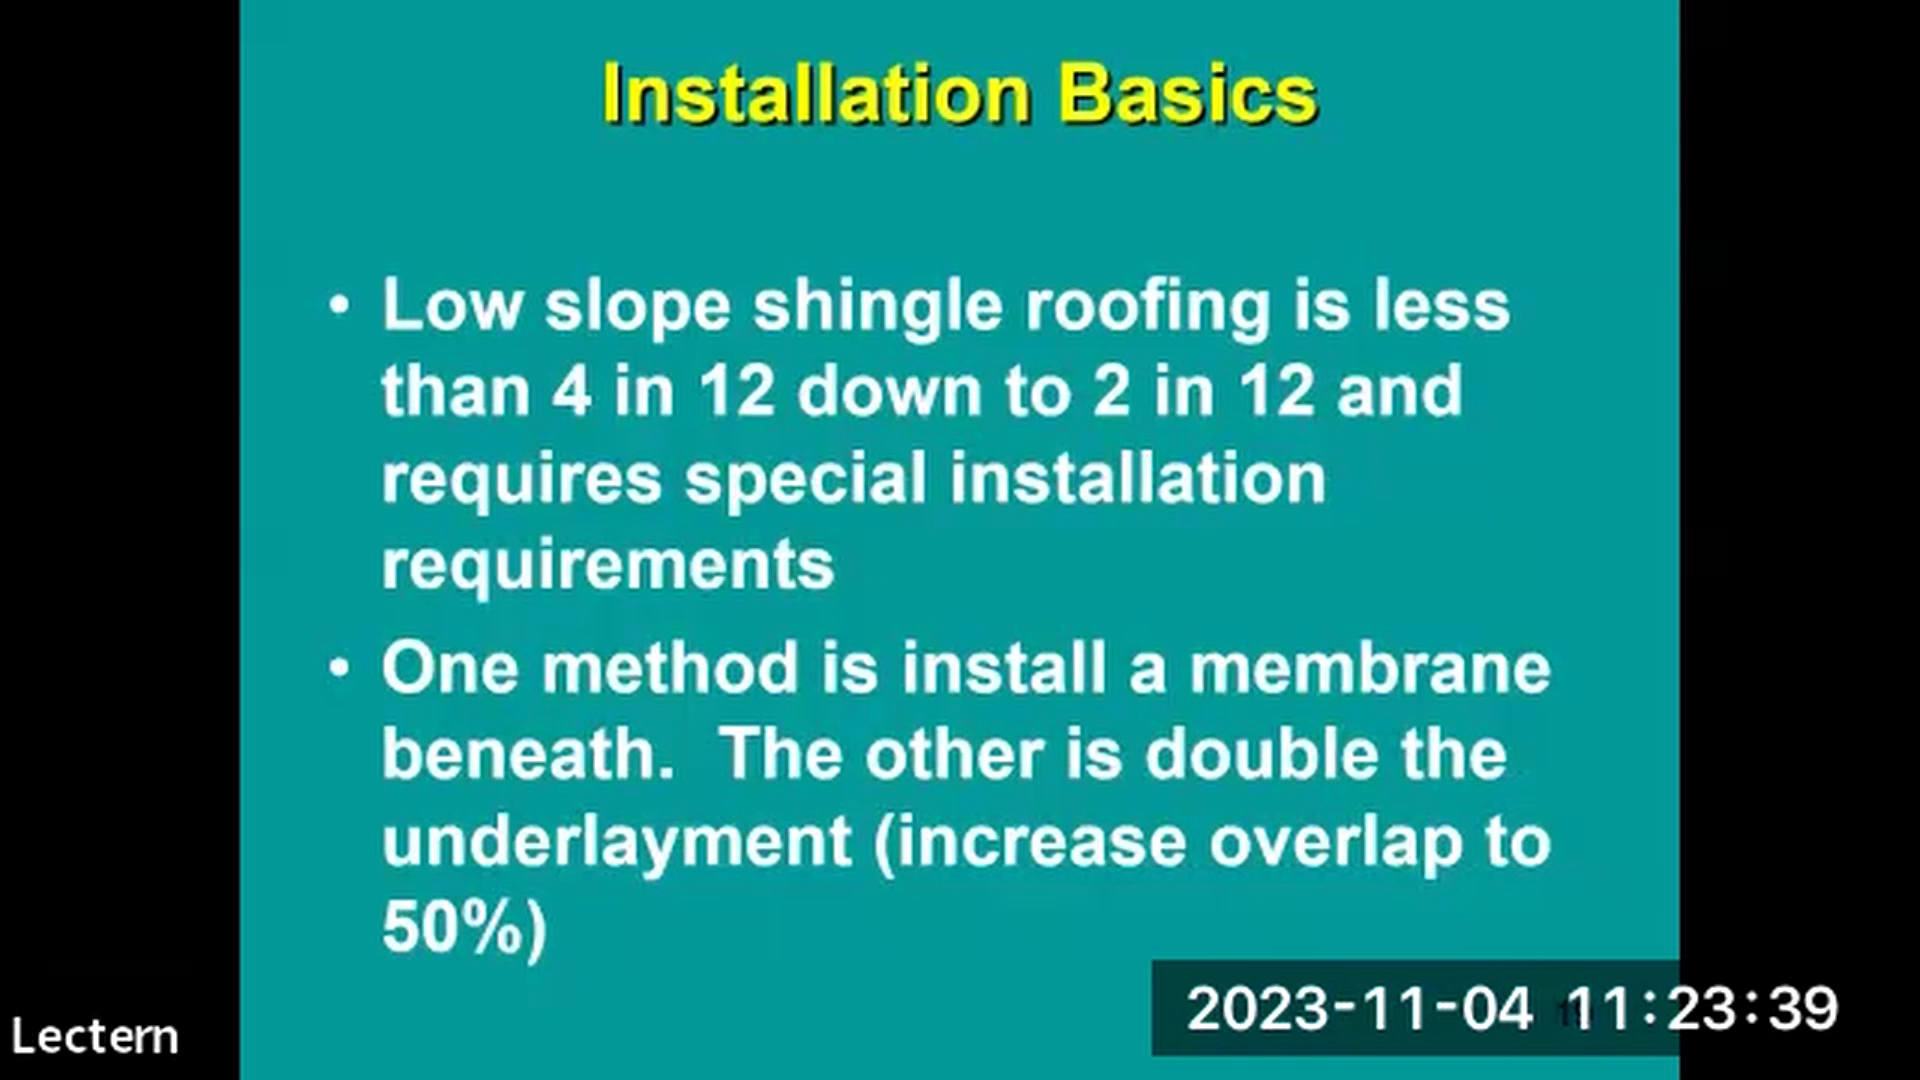 Installation Basics
• Low slope shingle roofing is less
than 4 in 12 down to 2 in 12 and
requires special installation
requirements
• One method is install a membrane
beneath.  The other is double the
underlayment (increase overlap to
50%)
2023-11-04 11:23:39
Lectern